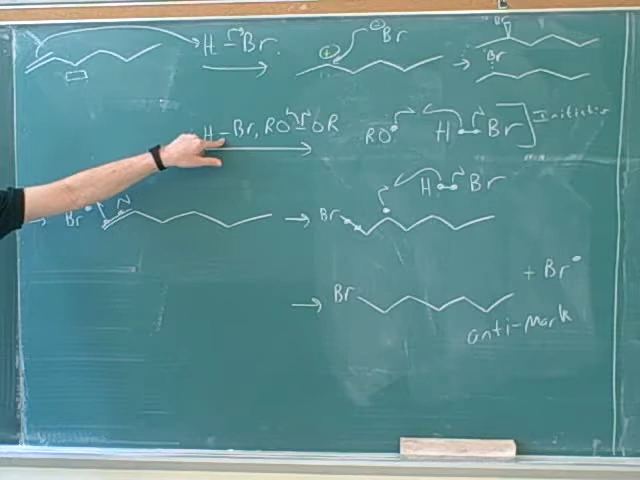 H-Br. ⊕ ⊖Br Br
Br
H-Br, RO-OR RO• H Br ] Initiation
H Br
Br• Br
Br + Br•
anti-Mark